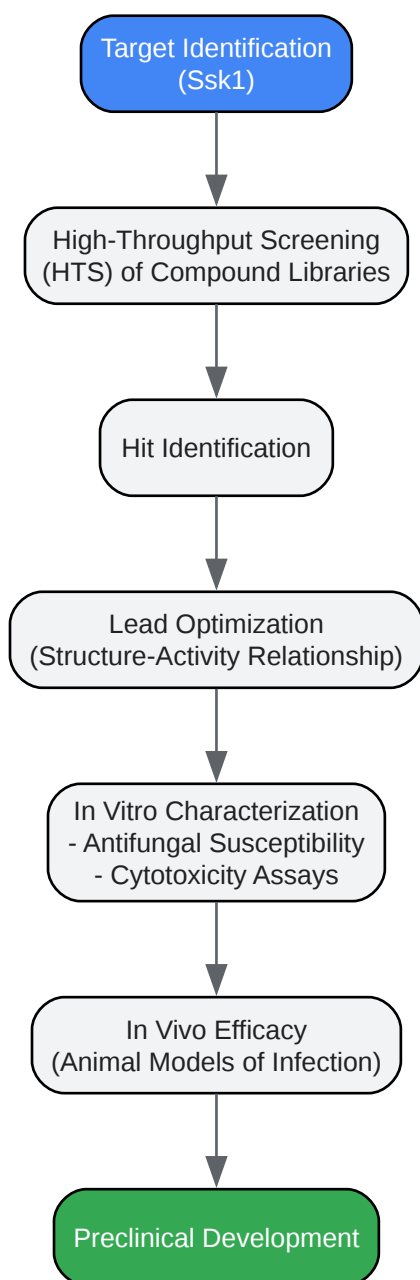 Target Identification
(Ssk1)
High-Throughput Screening
(HTS) of Compound Libraries
Hit Identification
Lead Optimization
(Structure-Activity Relationship)
In Vitro Characterization
- Antifungal Susceptibility
- Cytotoxicity Assays
In Vivo Efficacy
(Animal Models of Infection)
Preclinical Development